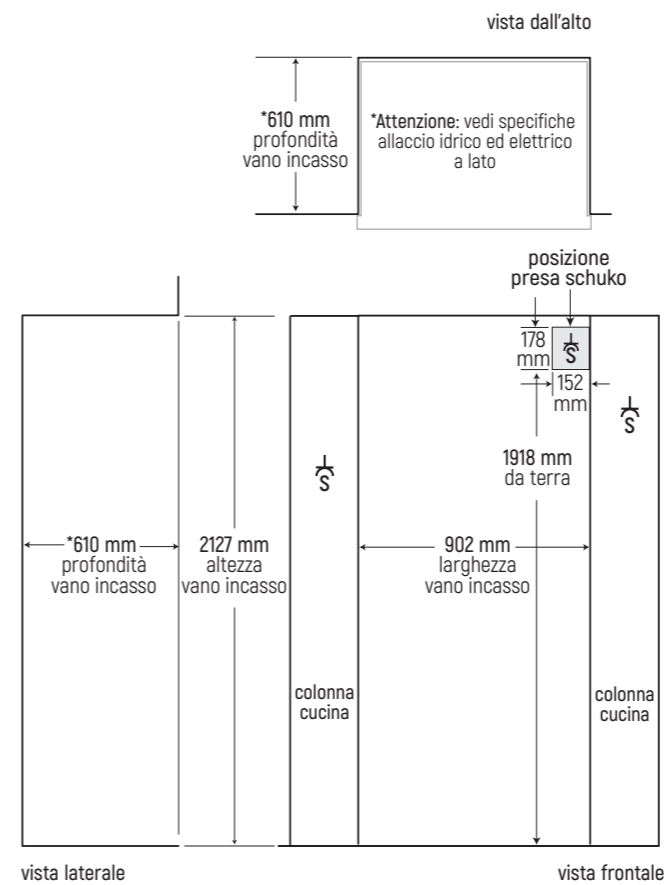 vista dall'alto
*610 mm
profondità
vano incasso
*Attenzione: vedi specifiche
allaccio idrico ed elettrico
a lato
posizione
presa schuko
178
mm
S
152
mm
S
S
1918 mm
da terra
*610 mm
profondità
vano incasso
2127 mm
altezza
vano incasso
902 mm
larghezza
vano incasso
colonna
cucina
colonna
cucina
vista laterale
vista frontale